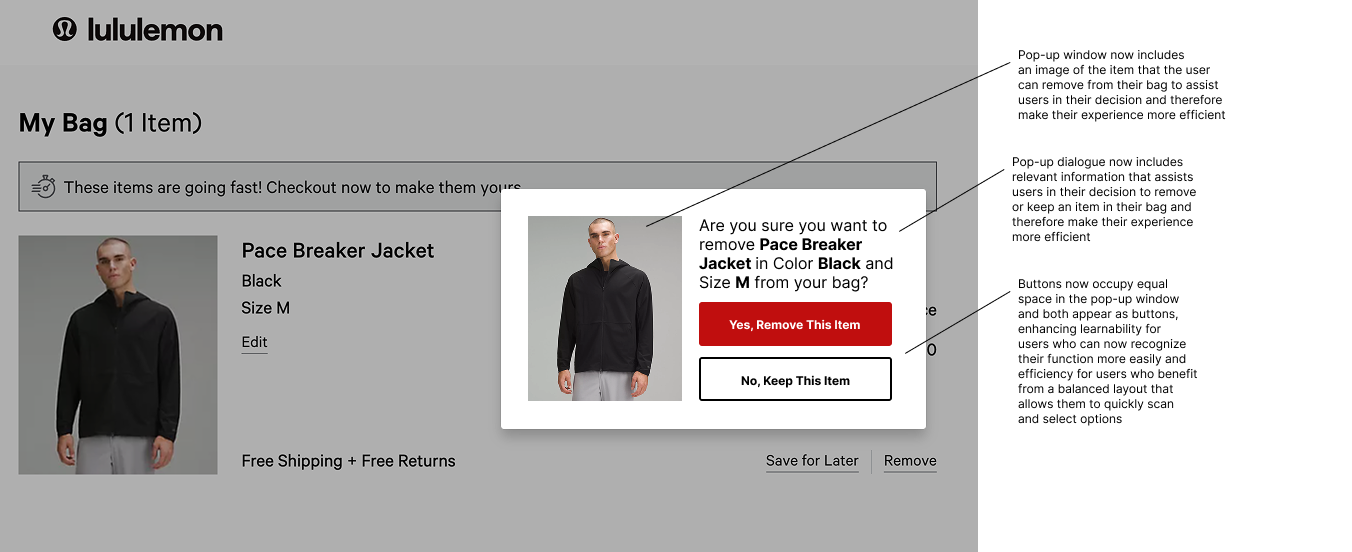 lululemon
My Bag (1 Item)
These items are going fast! Checkout now to make them yours
Pace Breaker Jacket
Black
Size M
Edit
Free Shipping + Free Returns
Save for Later
Remove
Are you sure you want to
remove Pace Breaker
Jacket in Color Black and
Size M from your bag?
Yes, Remove This Item
No, Keep This Item
0
Pop-up window now includes
an image of the item that the user
can remove from their bag to assist
users in their decision and therefore
make their experience more efficient
Pop-up dialogue now includes
relevant information that assists
users in their decision to remove
or keep an item in their bag and
therefore make their experience
more efficient
Buttons now occupy equal
space in the pop-up window
and both appear as buttons,
enhancing learnability for
users who can now recognize
their function more easily and
efficiency for users who benefit
from a balanced layout that
allows them to quickly scan
and select options